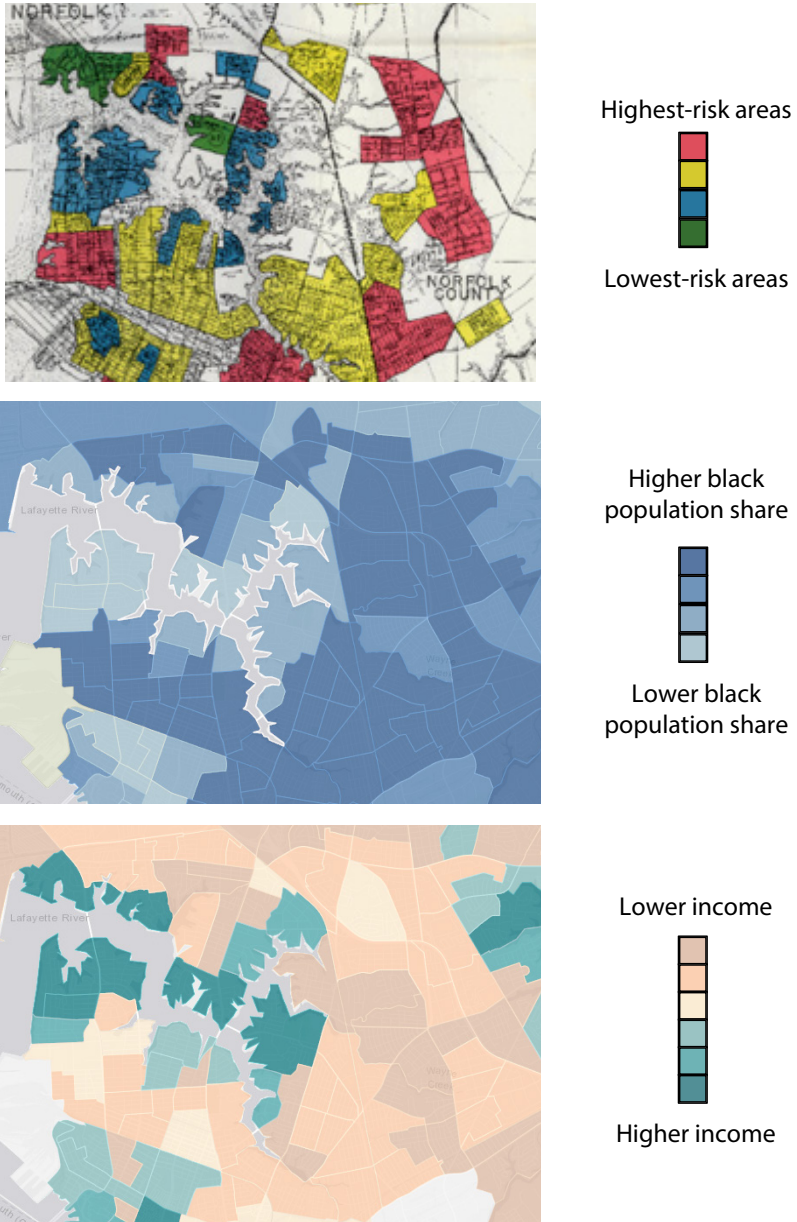 NORFOLK
Highest-risk areas
Lowest-risk areas
NORFOLK
COUNTY
Lafayette River
Higher black
population share
Lower black
population share
Lafayette River
Lower income
Higher income